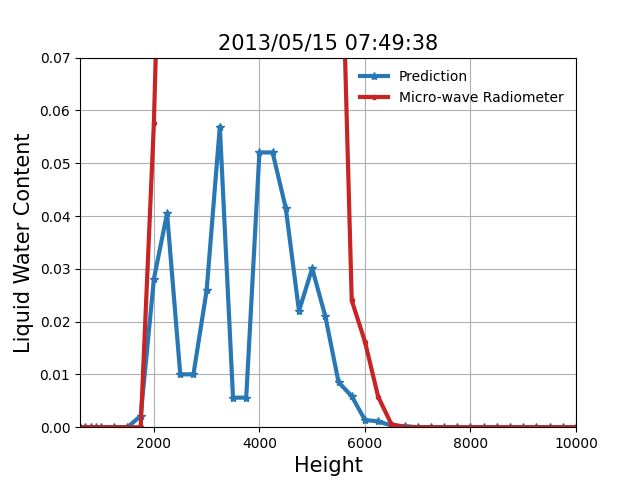 2013/05/15 07:49:38
Prediction
Micro-wave Radiometer
Liquid Water Content
0.07
0.06
0.05
0.04
0.03
0.02
0.01
0.00
2000 4000 6000 8000 10000
Height